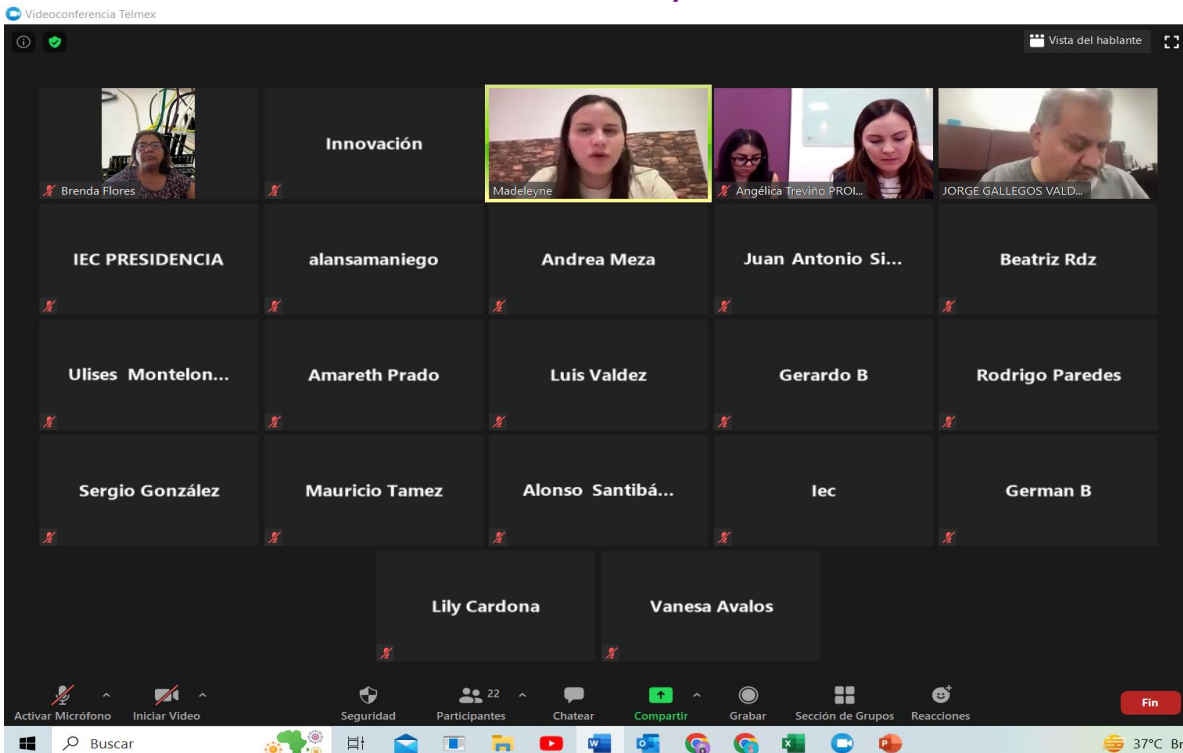 Videoconferencia Telmex
Vista del hablante
Brenda Flores
Innovación
Madeleyne
Angélica Treviño PROI...
JORGE GALLEGOS VALD...
IEC PRESIDENCIA
alansamaniego
Andrea Meza
Juan Antonio Si...
Beatriz Rdz
Ulises Montelon...
Amareth Prado
Luis Valdez
Gerardo B
Rodrigo Paredes
Sergio González
Mauricio Tamez
Alonso Santibá...
Iec
German B
Lily Cardona
Vanesa Avalos
Activar Micrófono
Iniciar Video
Seguridad
Participantes
22
Chatear
Compartir
Grabar
Sección de Grupos
Reacciones
Fin
Buscar
37°C Br